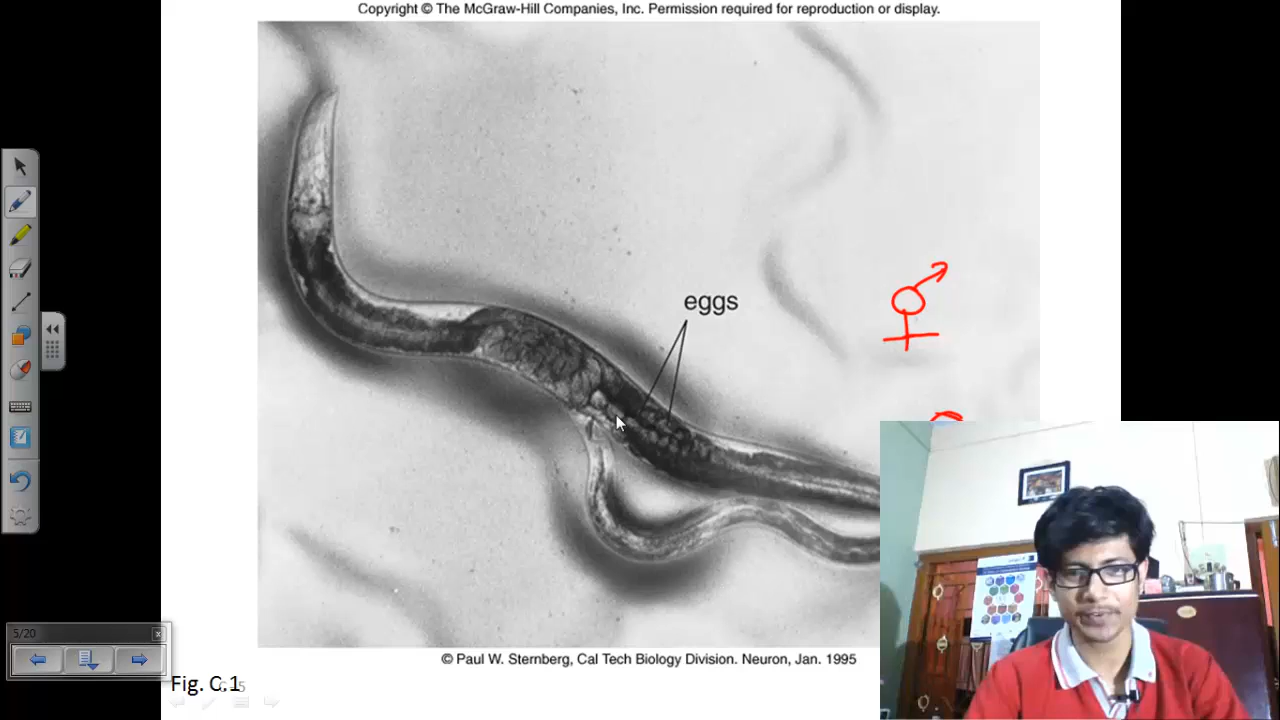 Copyright © The McGraw-Hill Companies, Inc. Permission required for reproduction or display.
eggs
© Paul W. Sternberg, Cal Tech Biology Division. Neuron, Jan. 1995
5/20
Fig. C.1